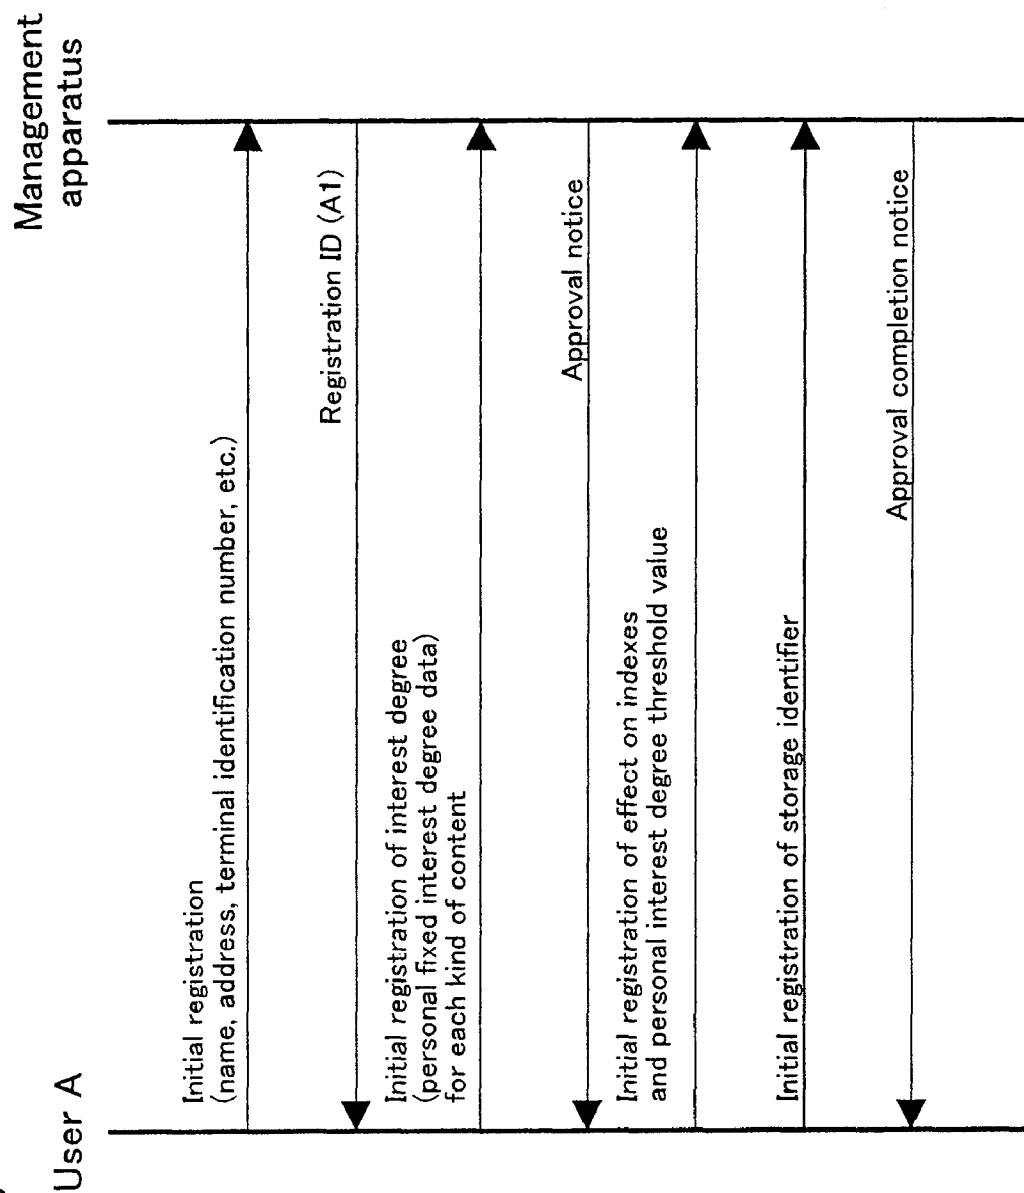 User A
Management
apparatus
Initial registration
(name, address, terminal identification number, etc.)
Registration ID (A1)
Initial registration of interest degree
(personal fixed interest degree data)
for each kind of content
Approval notice
Initial registration of effect on indexes
and personal interest degree threshold value
Initial registration of storage identifier
Approval completion notice